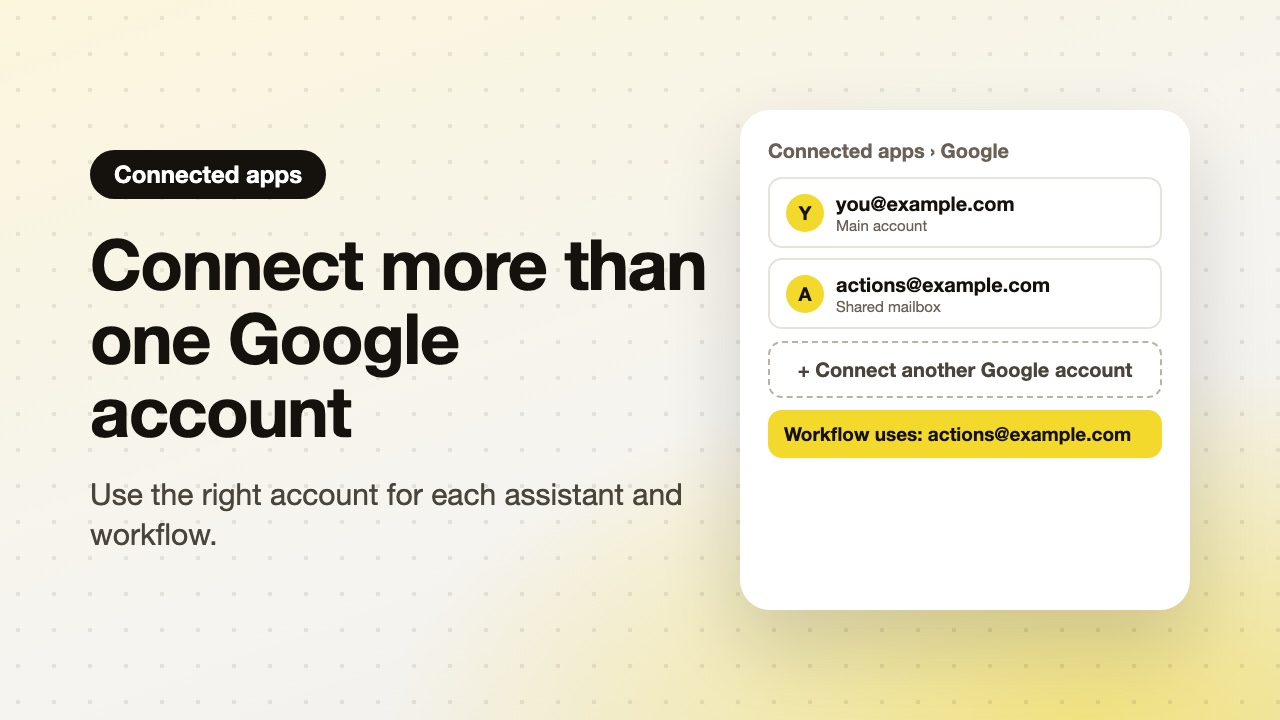 Connected apps
Connect more than
one Google
account
Use the right account for each assistant and
workflow.
Connected apps › Google
Y
you@example.com
Main account
A
actions@example.com
Shared mailbox
+ Connect another Google account
Workflow uses: actions@example.com